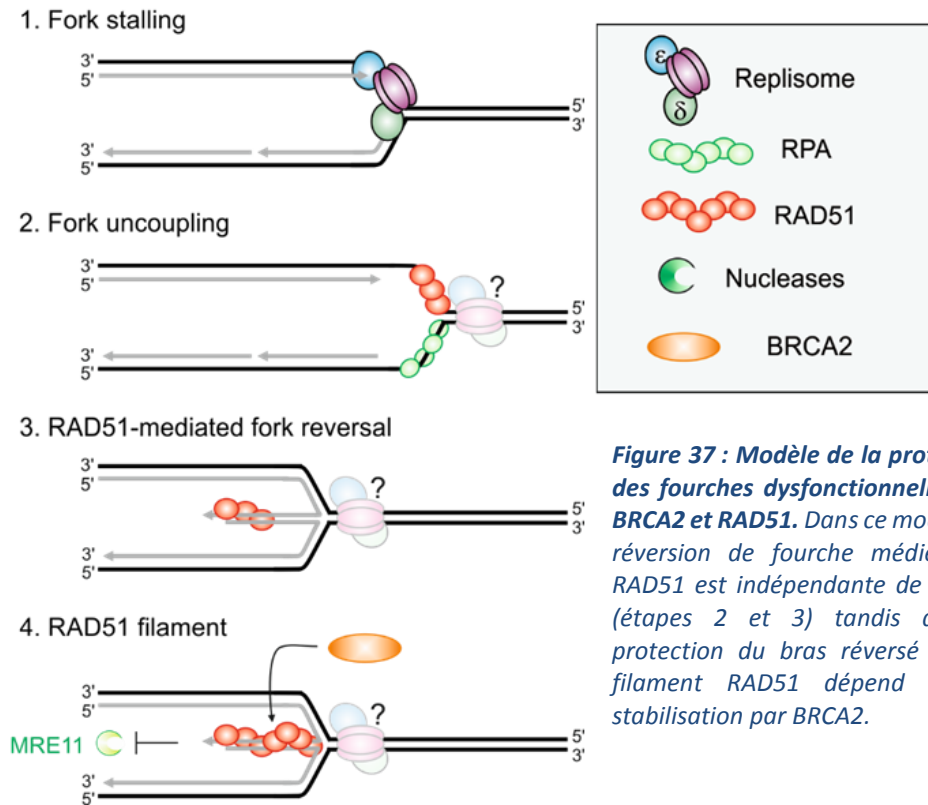 1. Fork stalling
3'
5'
ε
δ
5'
3'
3'
5'
2. Fork uncoupling
3'
5'
?
5'
3'
3'
5'
3. RAD51-mediated fork reversal
3'
5'
?
5'
3'
3'
5'
4. RAD51 filament
3'
5'
?
MRE11
5'
3'
3'
5'
ε
δ
Replisome
RPA
RAD51
Nucleases
BRCA2
Figure 37 : Modèle de la
des fourches
BRCA2 et RAD51. Dans ce
réversion de fourche
RAD51 est indépendante de
(étapes 2 et 3) tandis
protection du bras réversé
filament RAD51 dépend
stabilisation par BRCA2.